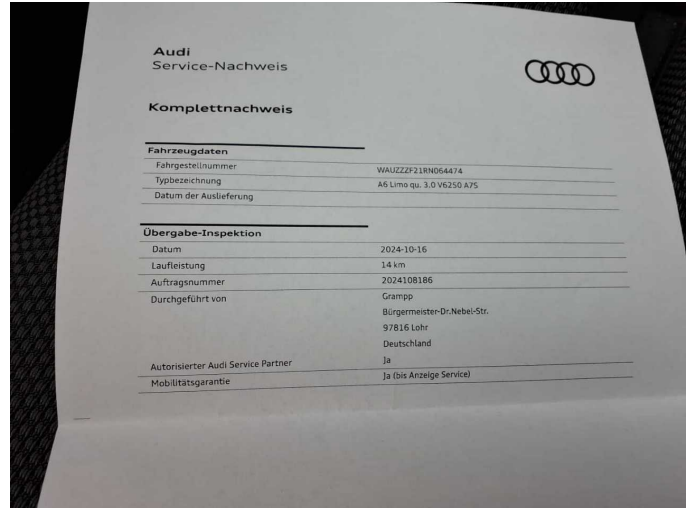 Audi
Service-Nachweis
Komplettnachweis
Fahrzeugdaten
Fahrgestellnummer WAUZZZF21RN064474
Typbezeichnung A6 Limo qu. 3.0 V6250 A7S
Datum der Auslieferung
Übergabe-Inspektion
Datum 2024-10-16
Laufleistung 14 km
Auftragsnummer 2024108186
Durchgeführt von Grampp
Bürgermeister-Dr.Nebel-Str.
97816 Lohr
Deutschland
Autorisierter Audi Service Partner Ja
Mobilitätsgarantie Ja (bis Anzeige Service)